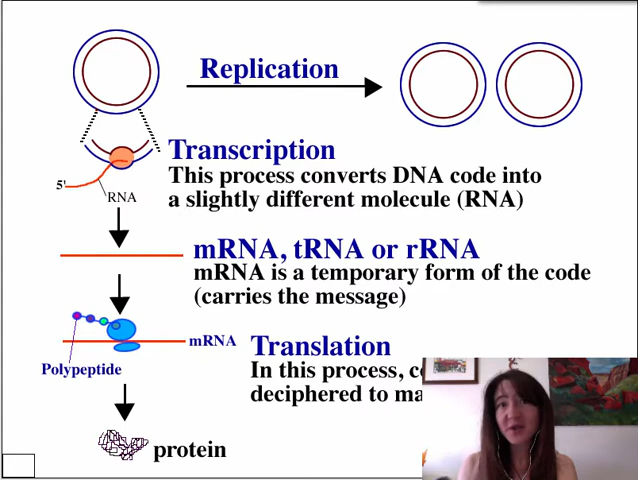 Replication
Transcription
This process converts DNA code into
a slightly different molecule (RNA)
5'
RNA
mRNA, tRNA or rRNA
mRNA is a temporary form of the code
(carries the message)
mRNA
Translation
Polypeptide
In this process,
deciphered to
protein